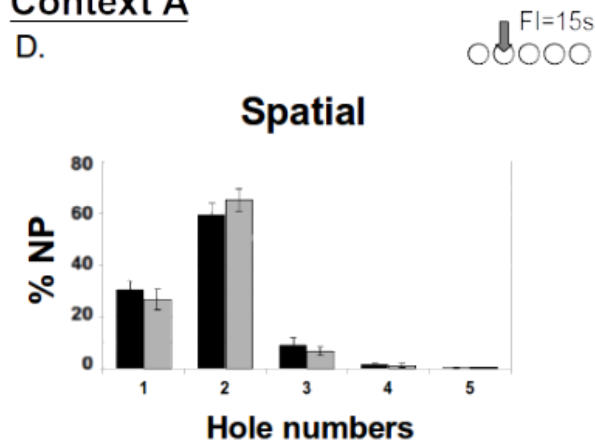 Context A
D.
FI=15s
Spatial
80
60
40
20
0
% NP
1 2 3 4 5
Hole numbers